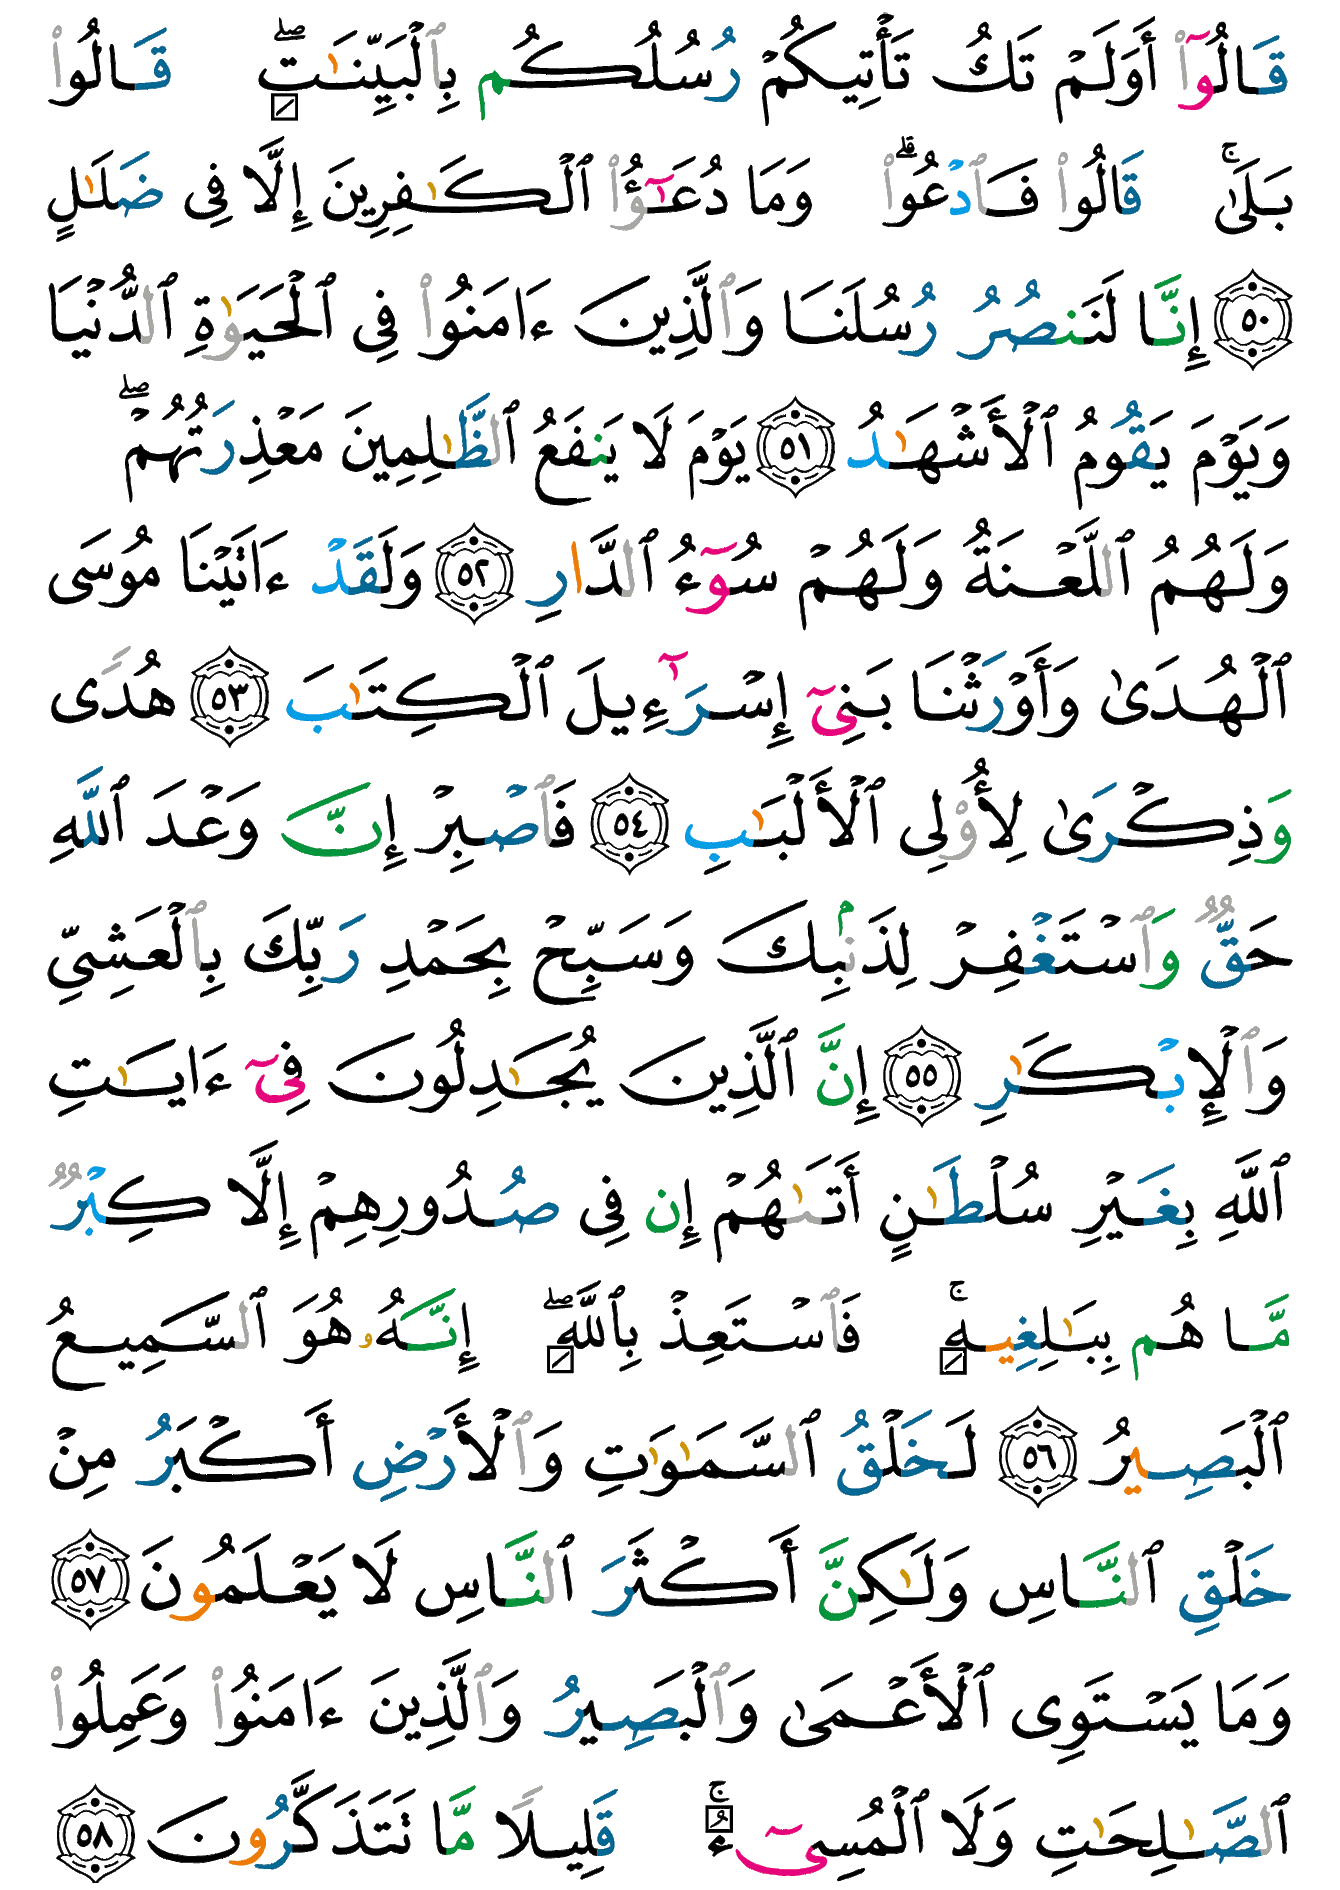 قَالُوٓا۟ أَوَلَمْ تَكُ تَأْتِيكُمْ رُسُلُكُم بِٱلْبَيِّنَـٰتِ ۖ قَالُوا۟
بَلَىٰ ۚ قَالُوا۟ فَٱدْعُوا۟ ۗ وَمَا دُعَـٰٓؤُا۟ ٱلْكَـٰفِرِينَ إِلَّا فِى ضَلَـٰلٍ
٥٠ إِنَّا لَنَنصُرُ رُسُلَنَا وَٱلَّذِينَ ءَامَنُوا۟ فِى ٱلْحَيَوٰةِ ٱلدُّنْيَا
وَيَوْمَ يَقُومُ ٱلْأَشْهَـٰدُ ٥١ يَوْمَ لَا يَنفَعُ ٱلظَّـٰلِمِينَ مَعْذِرَتُهُمْ ۖ
وَلَهُمُ ٱللَّعْنَةُ وَلَهُمْ سُوٓءُ ٱلدَّارِ ٥٢ وَلَقَدْ ءَاتَيْنَا مُوسَى
ٱلْهُدَىٰ وَأَوْرَثْنَا بَنِىٓ إِسْرَٰٓءِيلَ ٱلْكِتَـٰبَ ٥٣ هُدًى
وَذِكْرَىٰ لِأُو۟لِى ٱلْأَلْبَـٰبِ ٥٤ فَٱصْبِرْ إِنَّ وَعْدَ ٱللَّهِ
حَقٌّ وَٱسْتَغْفِرْ لِذَنۢبِكَ وَسَبِّحْ بِحَمْدِ رَبِّكَ بِٱلْعَشِىِّ
وَٱلْإِبْكَـٰرِ ٥٥ إِنَّ ٱلَّذِينَ يُجَـٰدِلُونَ فِىٓ ءَايَـٰتِ
ٱللَّهِ بِغَيْرِ سُلْطَـٰنٍ أَتَىٰهُمْ إِن فِى صُدُورِهِمْ إِلَّا كِبْرٌ
مَّا هُم بِبَـٰلِغِيهِ ۚ فَٱسْتَعِذْ بِٱللَّهِ ۖ إِنَّهُۥ هُوَ ٱلسَّمِيعُ
ٱلْبَصِيرُ ٥٦ لَخَلْقُ ٱلسَّمَـٰوَٰتِ وَٱلْأَرْضِ أَكْبَرُ مِنْ
خَلْقِ ٱلنَّاسِ وَلَـٰكِنَّ أَكْثَرَ ٱلنَّاسِ لَا يَعْلَمُونَ ٥٧
وَمَا يَسْتَوِى ٱلْأَعْمَىٰ وَٱلْبَصِيرُ وَٱلَّذِينَ ءَامَنُوا۟ وَعَمِلُوا۟
ٱلصَّـٰلِحَـٰتِ وَلَا ٱلْمُسِىٓءُ ۚ قَلِيلًا مَّا تَتَذَكَّرُونَ ٥٨